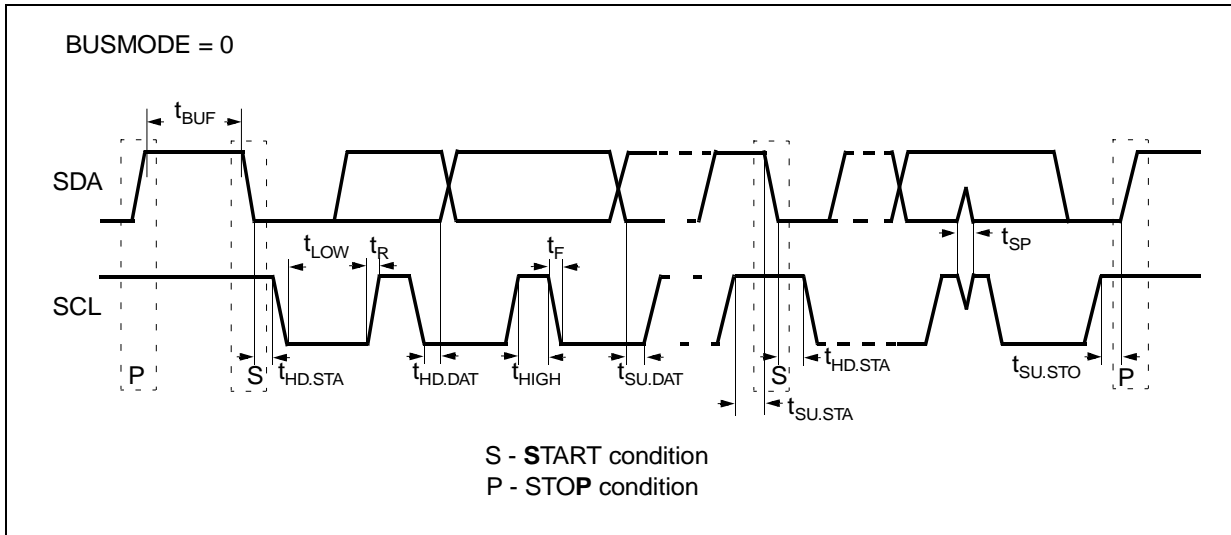 BUSMODE = 0
tBUF
SDA
tLOW
tR
tF
tSP
SCL
P
S
tHD.STA
tHD.DAT
tHIGH
tSU.DAT
S
tHD.STA
tSU.STO
P
tSU.STA
S - START condition
P - STOP condition